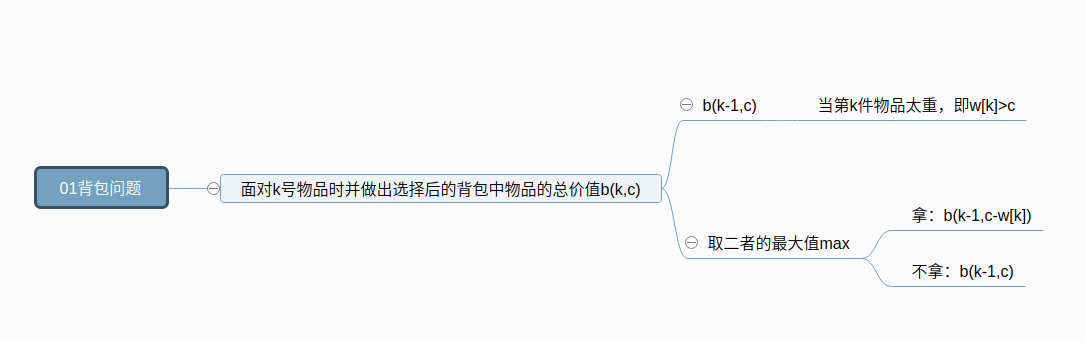 01背包问题
面对k号物品时并做出选择后的背包中物品的总价值b(k,c)
b(k-1,c)
当第k件物品太重，即w[k]>c
取二者的最大值max
拿：b(k-1,c-w[k])
不拿：b(k-1,c)